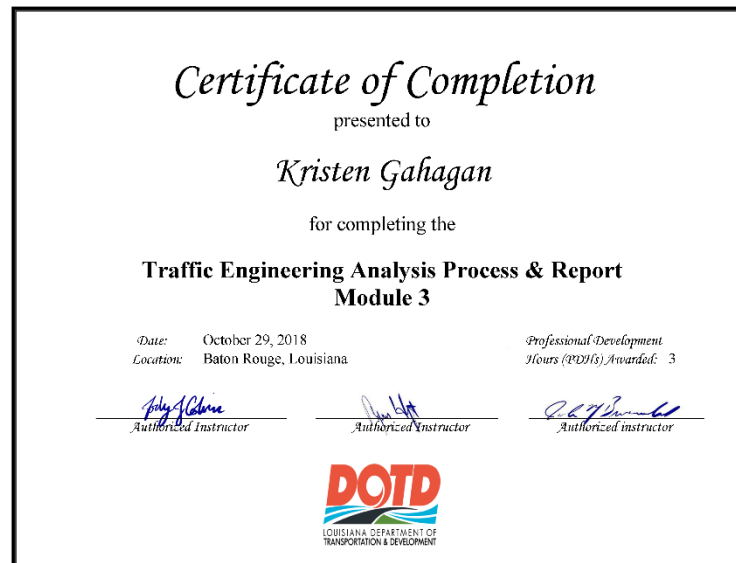 Certificate of Completion
presented to
Kristen Gahagan
for completing the
Traffic Engineering Analysis Process & Report
Module 3
Date: October 29, 2018
Location: Baton Rouge, Louisiana
Professional Development
Hours (PDHs) Awarded: 3
Authorized Instructor
Authorized Instructor
Authorized instructor
DOTD
LOUISIANA DEPARTMENT OF
TRANSPORTATION & DEVELOPMENT